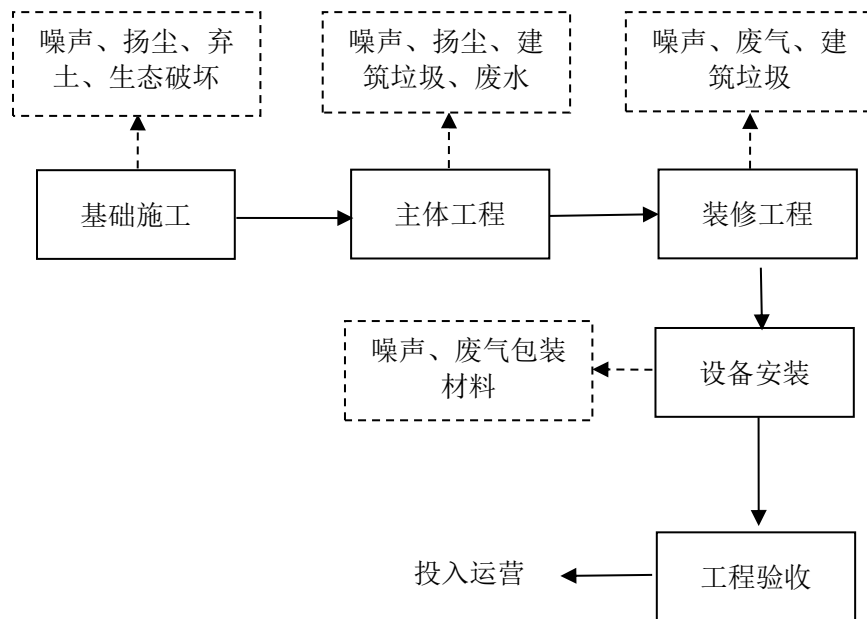 噪声、扬尘、弃
土、生态破坏
噪声、扬尘、建
筑垃圾、废水
噪声、废气、建
筑垃圾
基础施工
主体工程
装修工程
噪声、废气包装
材料
设备安装
投入运营
工程验收